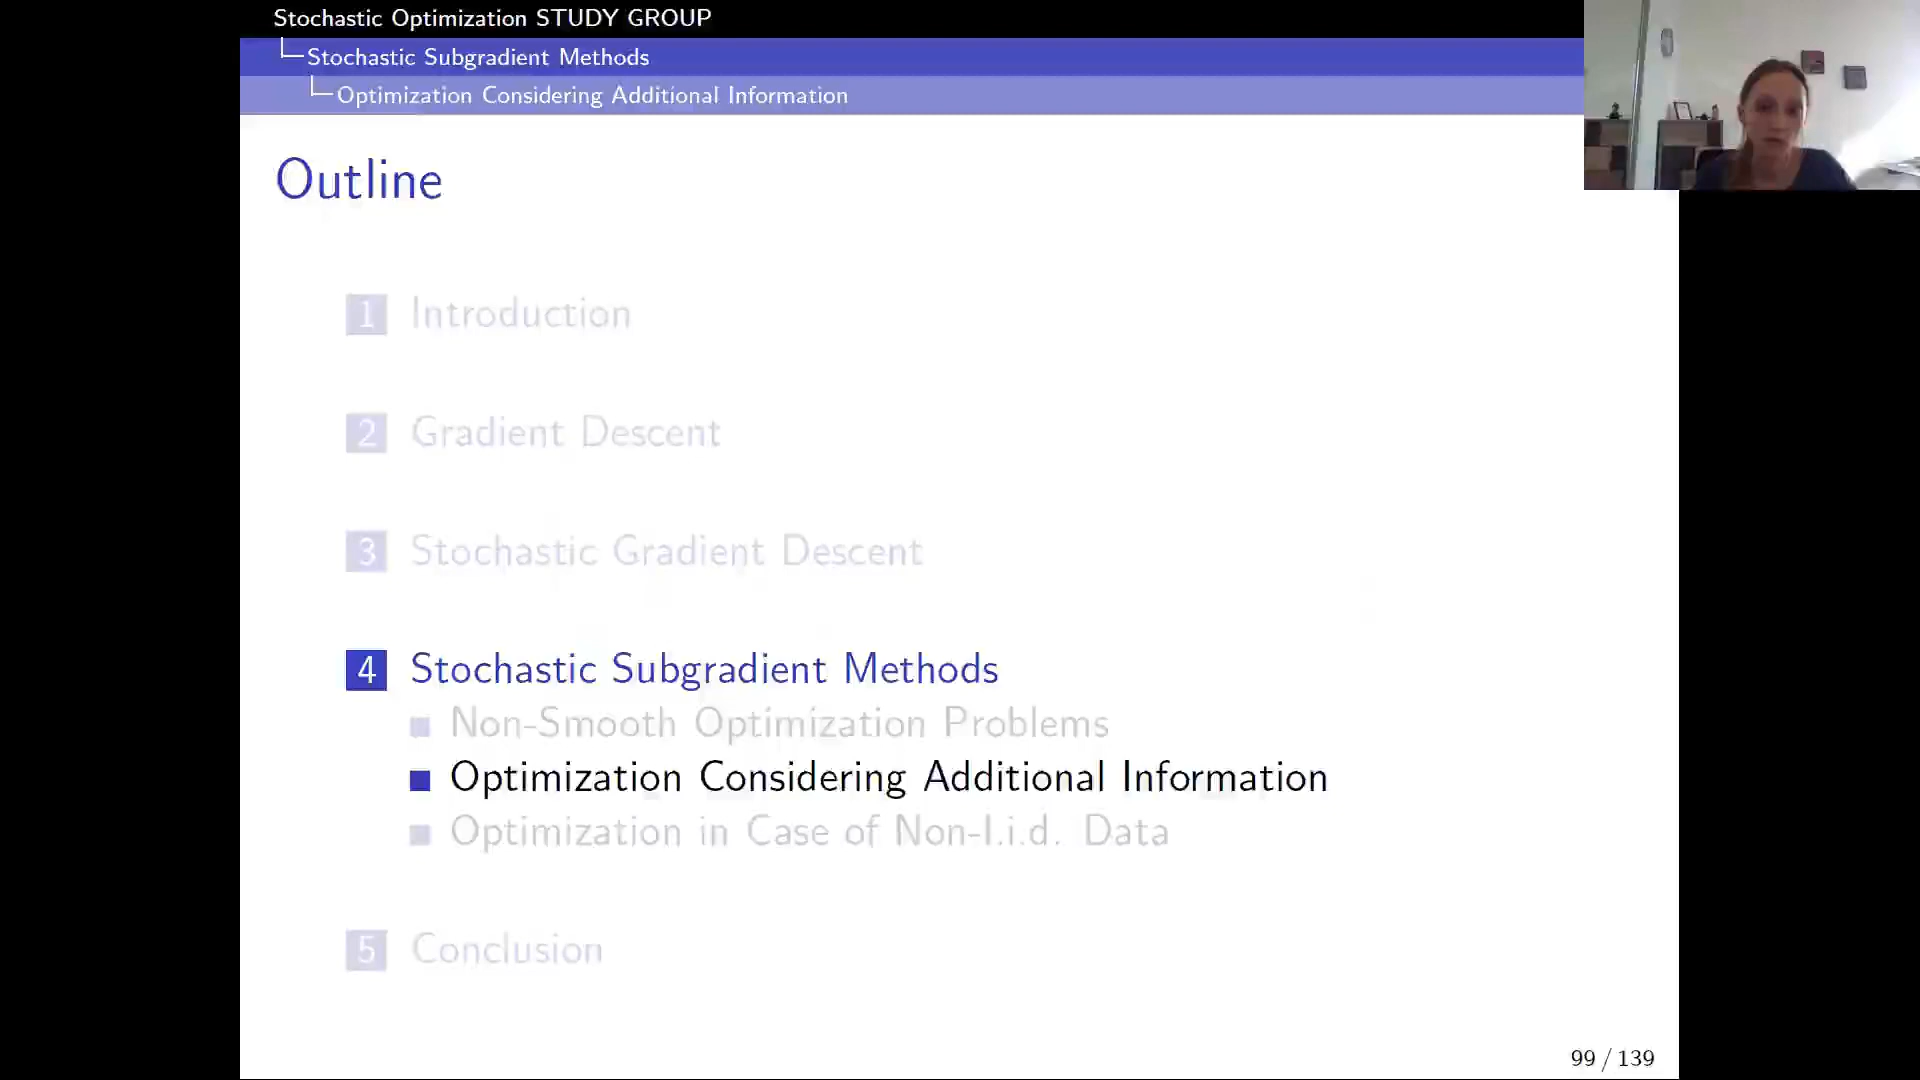 Stochastic Optimization STUDY GROUP
Stochastic Subgradient Methods
Optimization Considering Additional Information
Outline
1 Introduction
2 Gradient Descent
3 Stochastic Gradient Descent
4 Stochastic Subgradient Methods
Non-Smooth Optimization Problems
Optimization Considering Additional Information
Optimization in Case of Non-I.i.d. Data
5 Conclusion
99 / 139